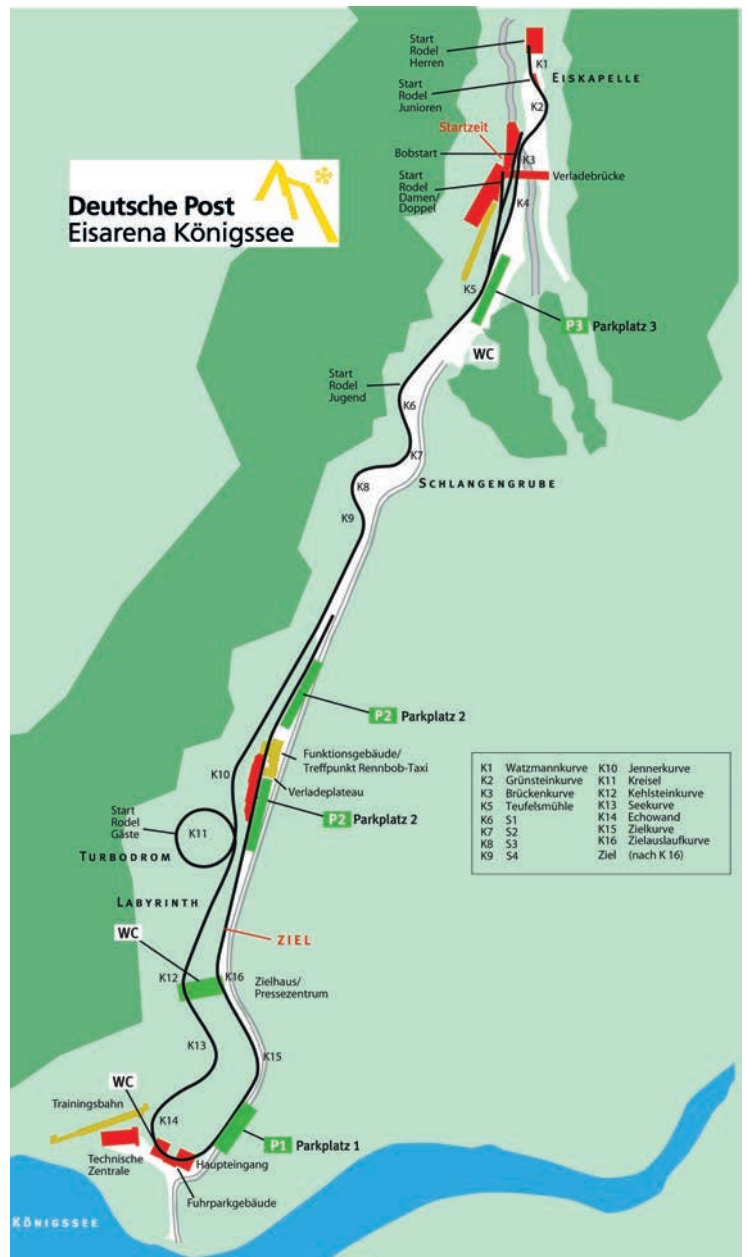 Start
Rodel
Herren
K1
EISKAPELLE
Start
Rodel
Junioren
K2
Startzeit
Bobstart
K3
Verladebrücke
Start
Rodel
Damen/
Doppel
K4
Deutsche Post
Eisarena Königssee
K5
P3 Parkplatz 3
WC
Start
Rodel
Jugend
K6
K7
SCHLANGENGRUBE
K8
K9
P2 Parkplatz 2
Funktionsgebäude/
Treffpunkt Rennbob-Taxi
K10
Verladeplateau
P2 Parkplatz 2
Start
Rodel
Gäste
K11
TURBODROM
K1 Watzmannkurve
K2 Grünsteinkurve
K3 Brückenkurve
K5 Teufelsmühle
K6 S1
K7 S2
K8 S3
K9 S4
K10 Jennerkurve
K11 Kreisel
K12 Kehlsteinkurve
K13 Seekurve
K14 Echowand
K15 Zielkurve
K16 Zielauslaufkurve
Ziel (nach K 16)
LABYRINTH
WC
ZIEL
K12
K16
Zielhaus/
Pressezentrum
K13
K15
WC
Trainingsbahn
K14
P1 Parkplatz 1
Technische
Zentrale
Haupteingang
Fuhrparkgebäude
KÖNIGSSEE